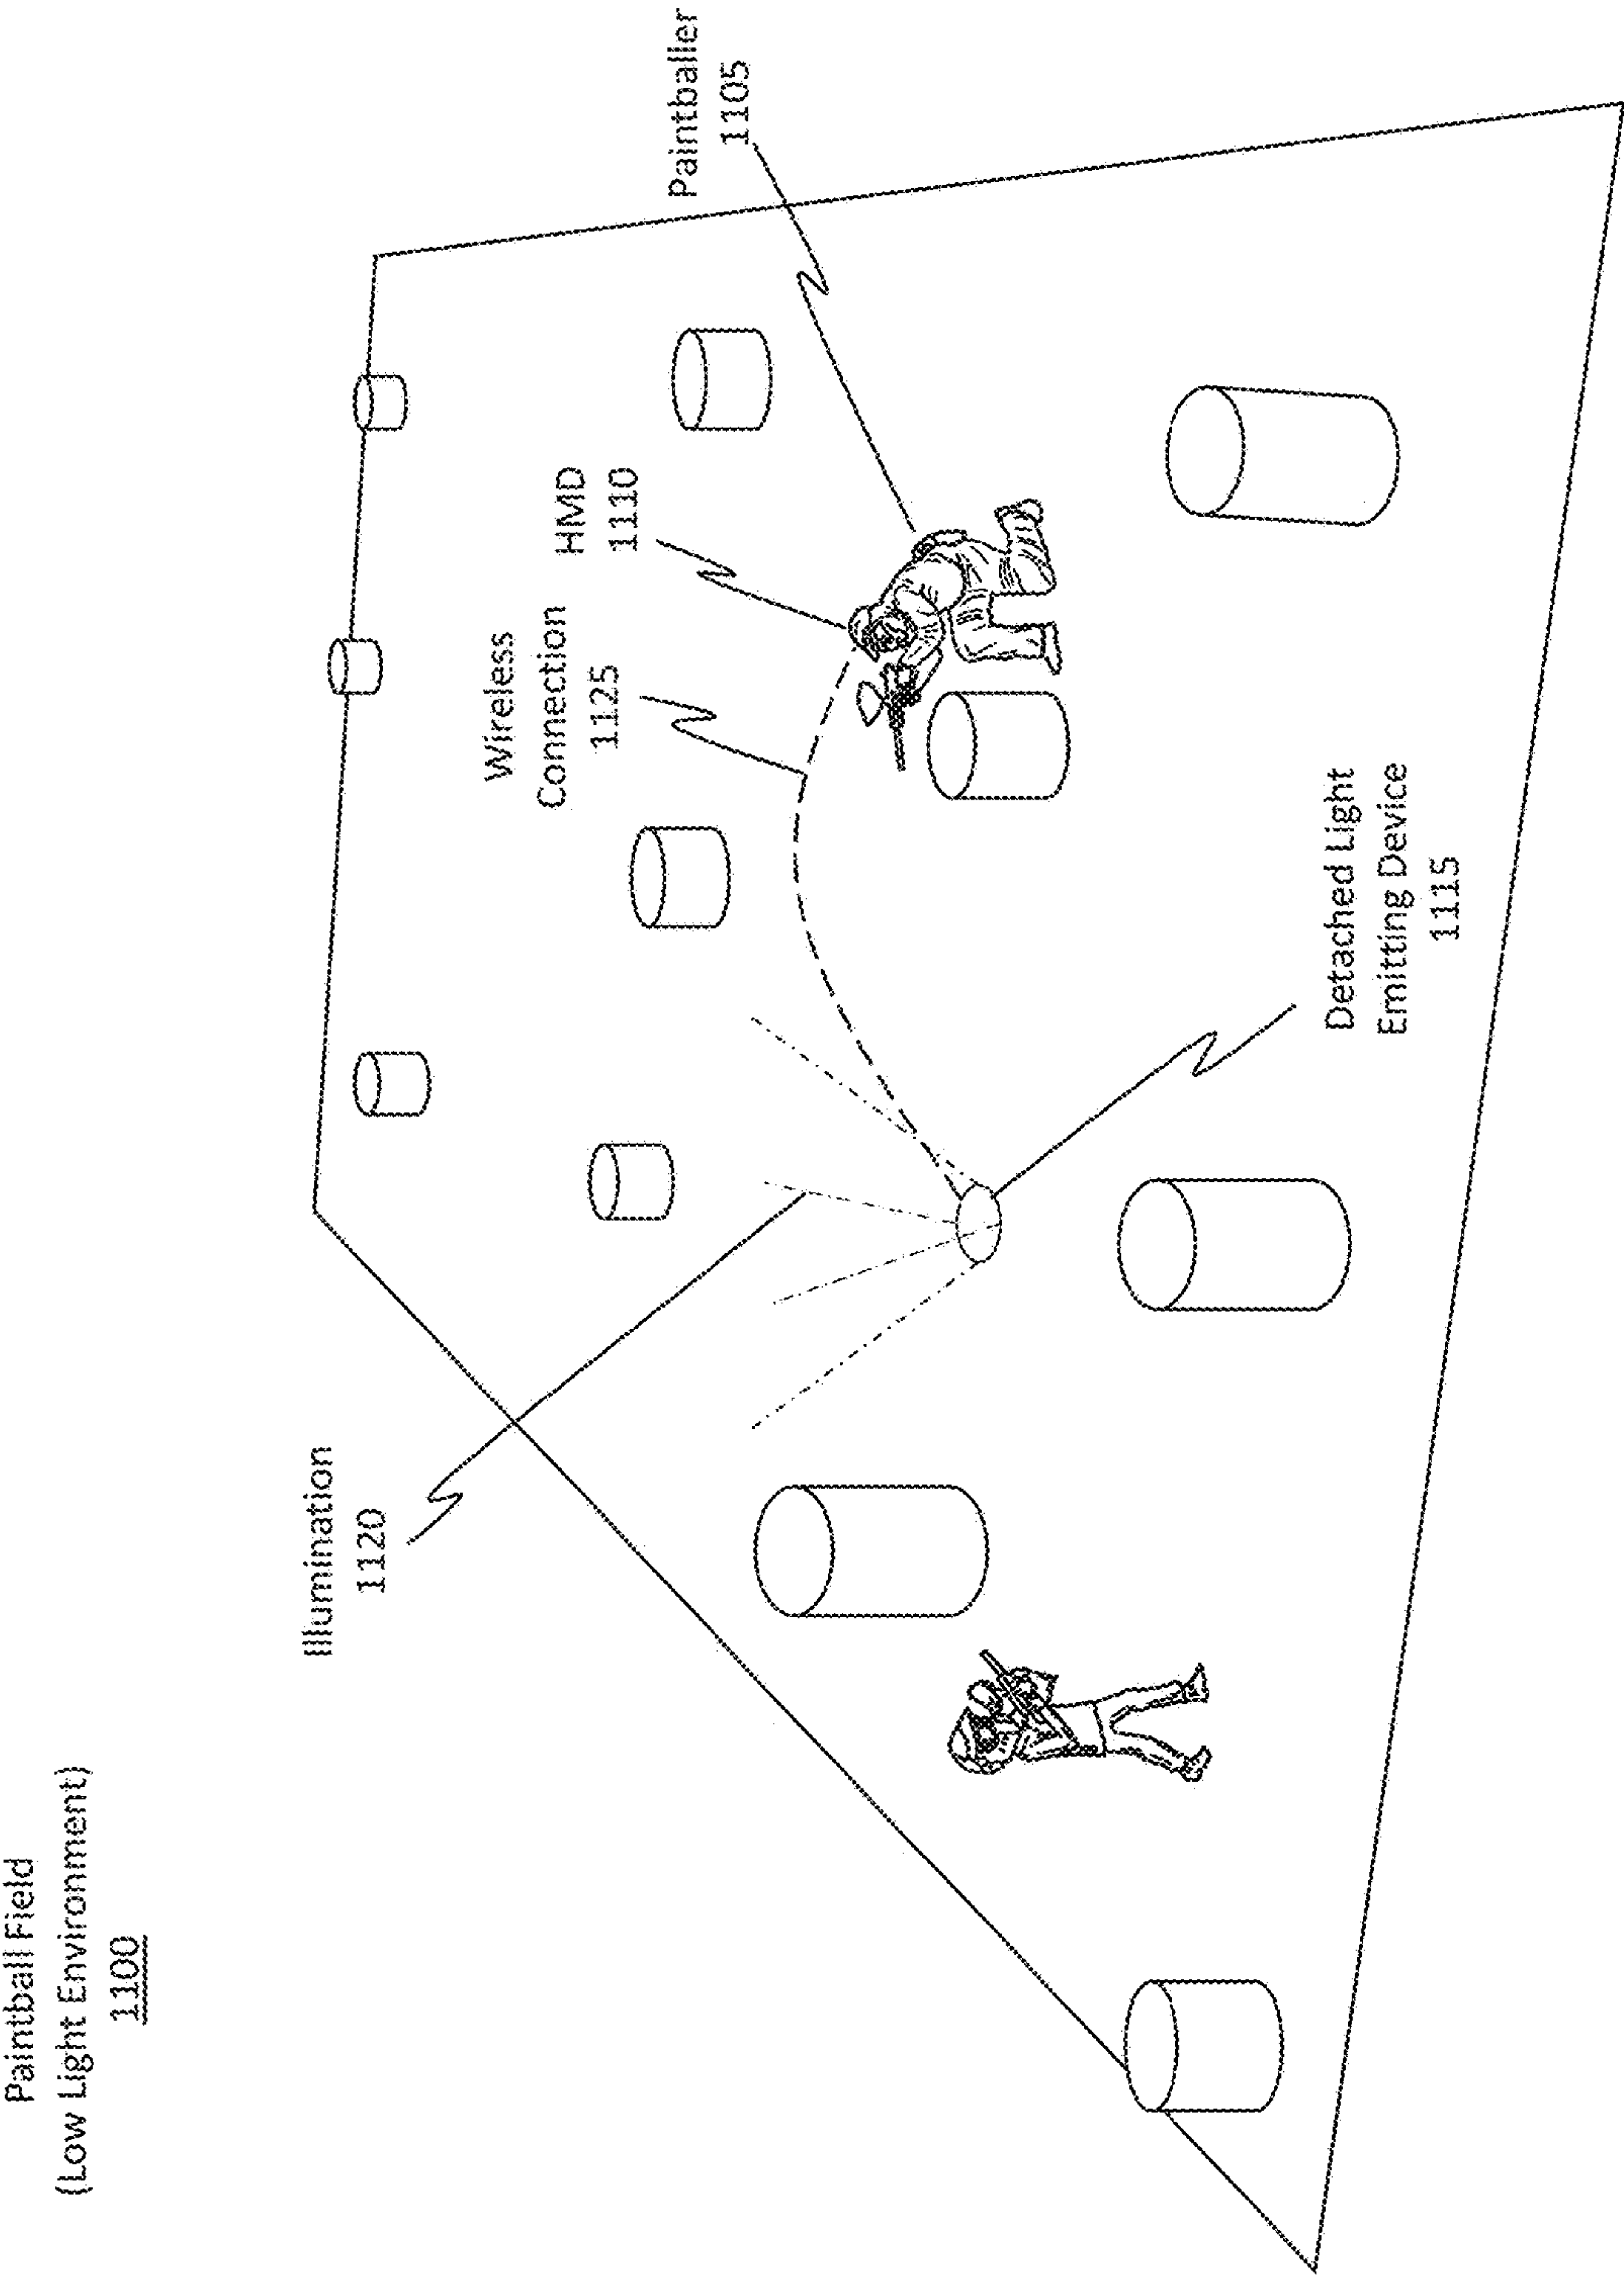 Paintball Field
(Low Light Environment)
1100
Illumination
1120
Wireless
Connection
1125
HMD
1110
Paintballer
1105
Detached Light
Emitting Device
1115